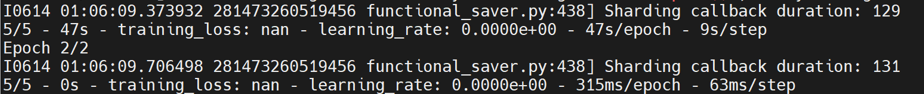 I0614 01:06:09.373932 281473260519456 functional_saver.py:438] Sharding callback duration: 129
5/5 - 47s - training_loss: nan - learning_rate: 0.0000e+00 - 47s/epoch - 9s/step
Epoch 2/2
I0614 01:06:09.706498 281473260519456 functional_saver.py:438] Sharding callback duration: 131
5/5 - 0s - training_loss: nan - learning_rate: 0.0000e+00 - 315ms/epoch - 63ms/step